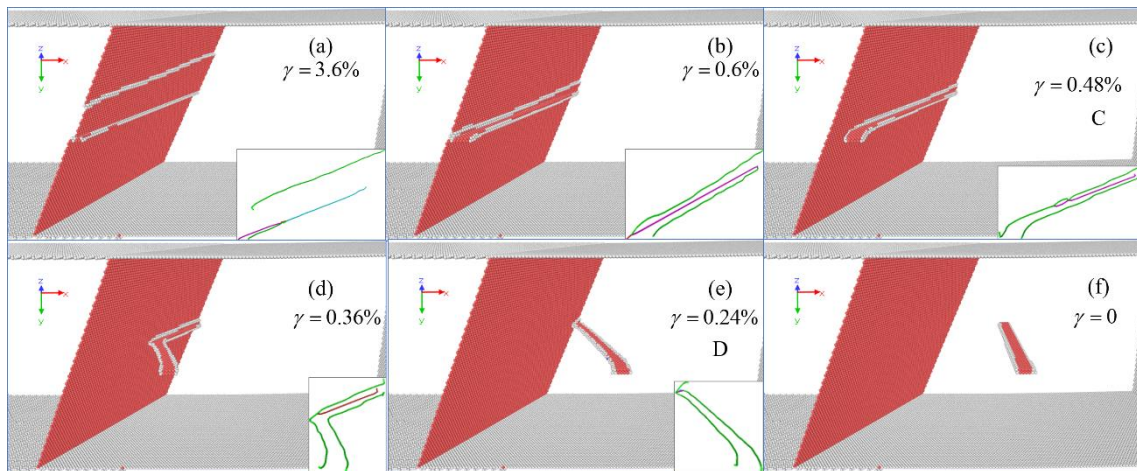 (a)
γ = 3.6%
z
x
y
(b)
γ = 0.6%
z
x
y
(c)
γ = 0.48%
C
z
x
y
(d)
γ = 0.36%
z
x
y
(e)
γ = 0.24%
D
z
x
y
(f)
γ = 0
z
x
y